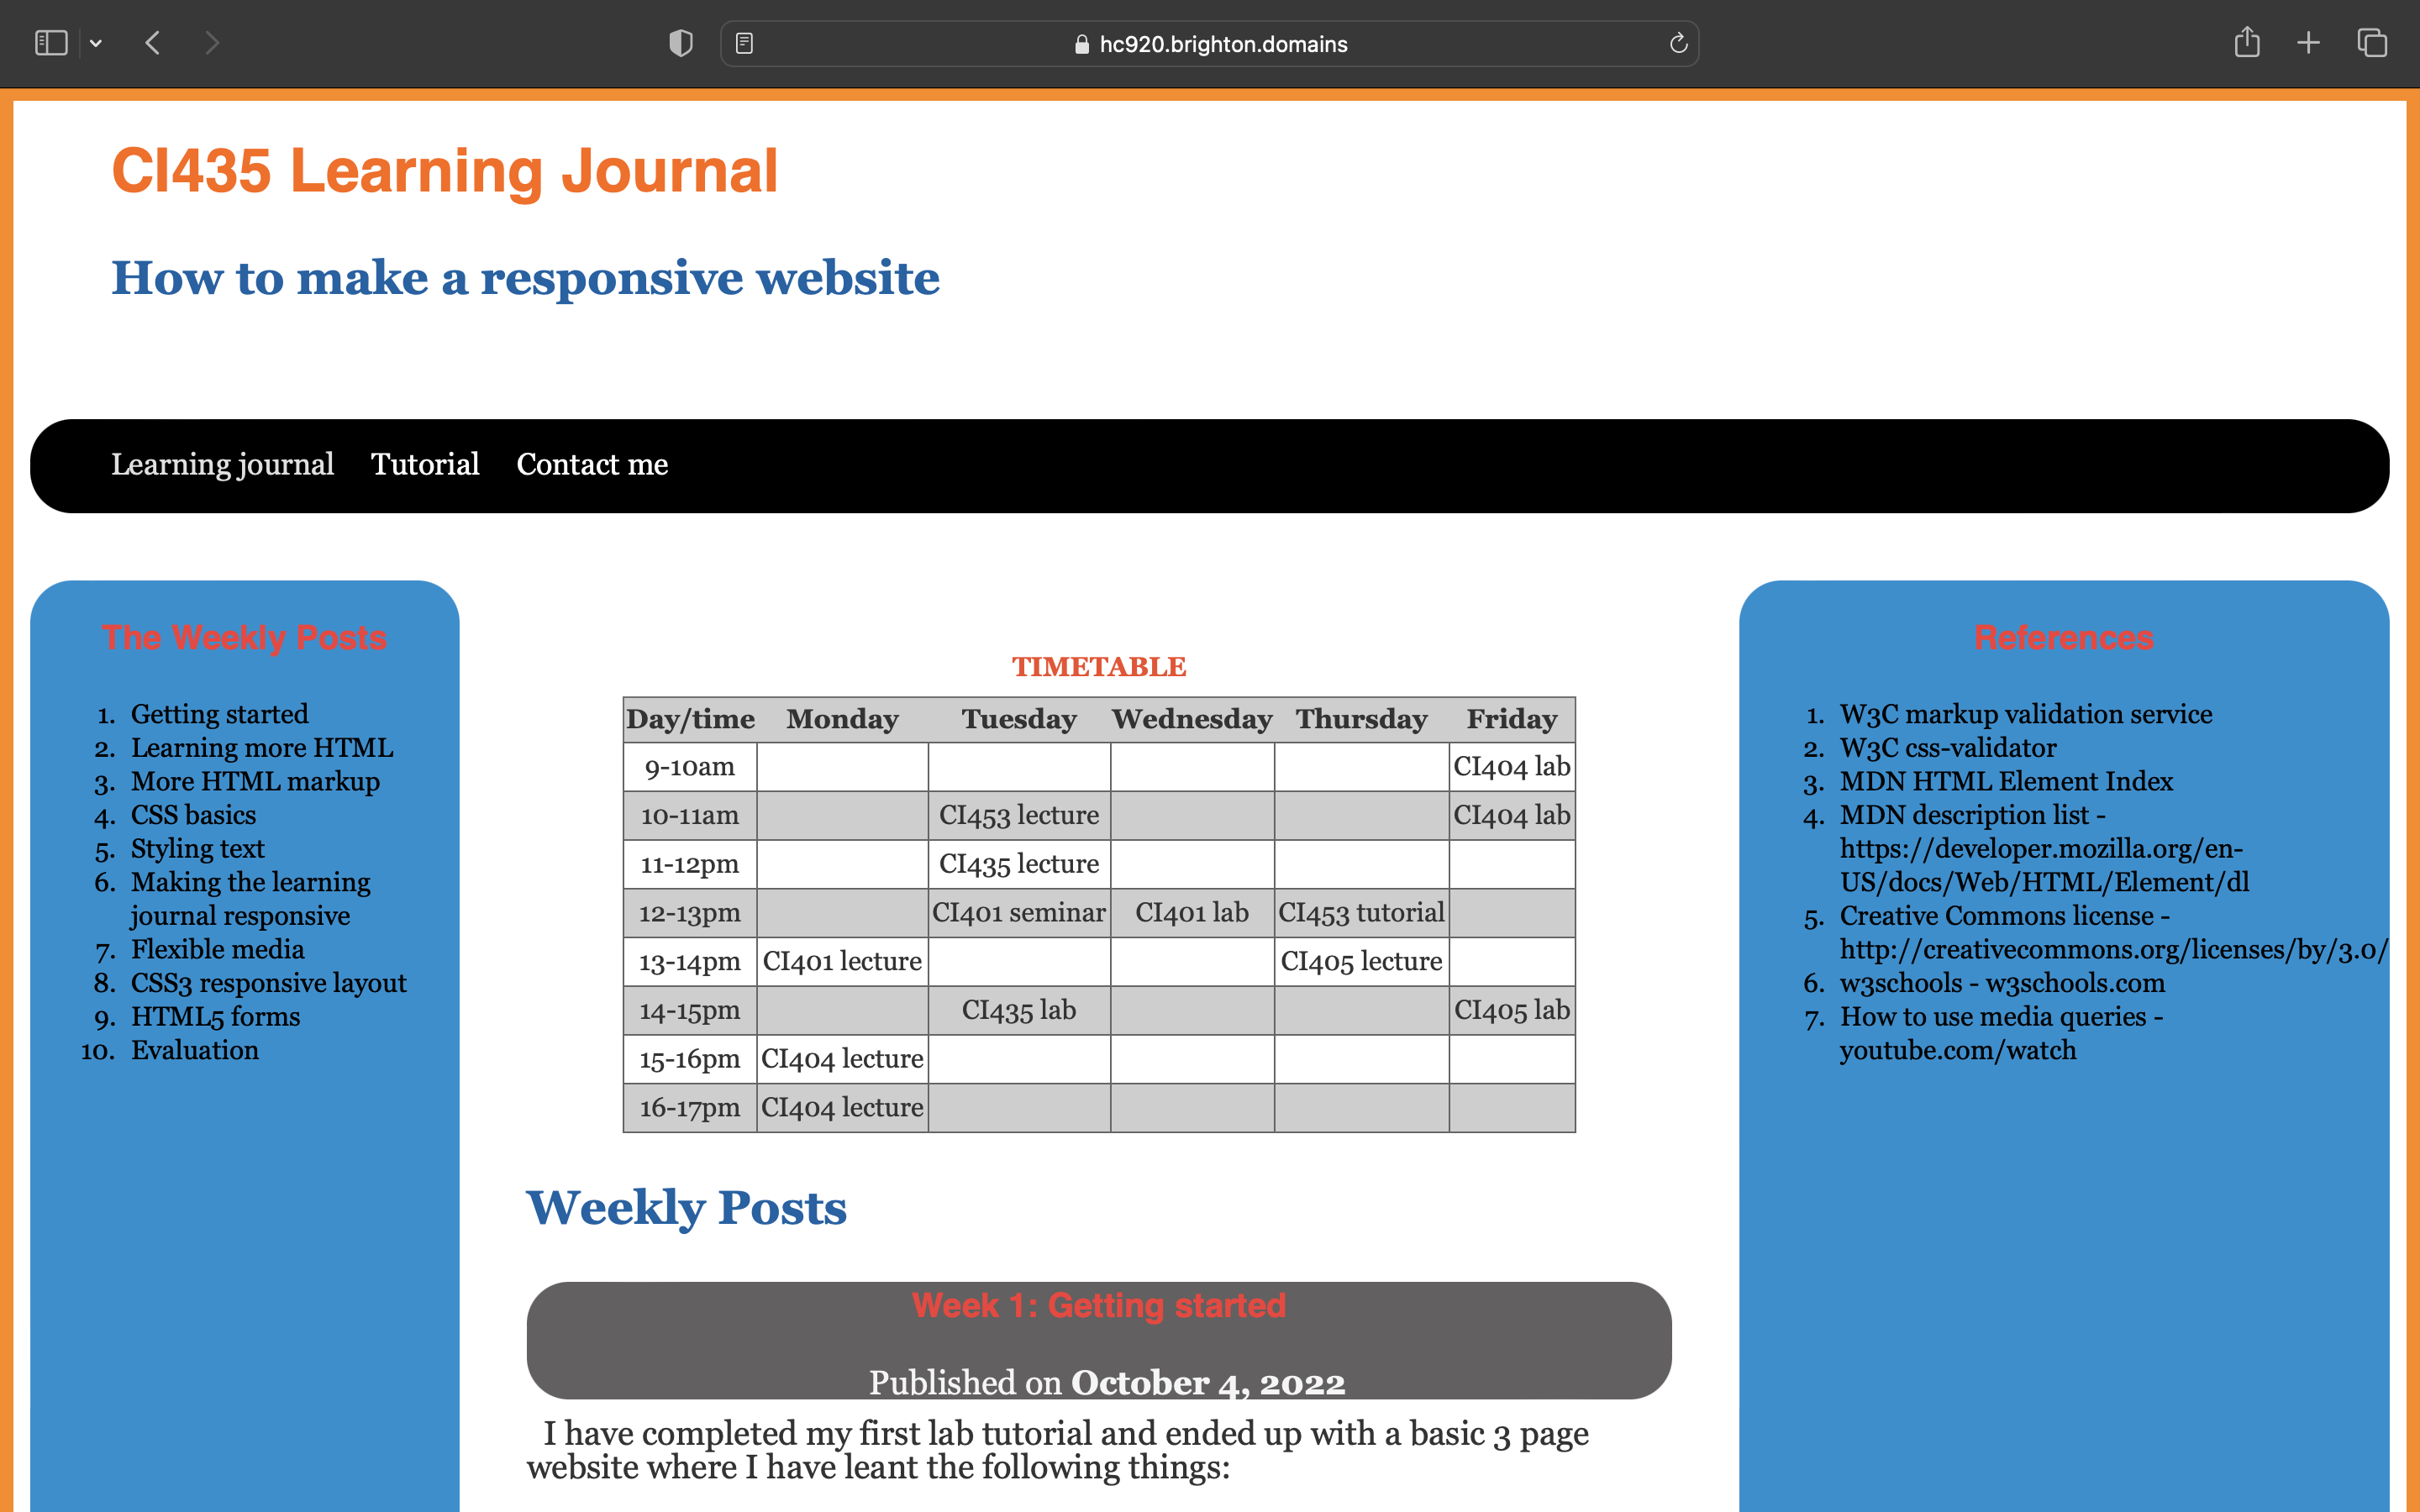 hc920.brighton.domains
CI435 Learning Journal
How to make a responsive website
Learning journal Tutorial Contact me
The Weekly Posts
1. Getting started
2. Learning more HTML
3. More HTML markup
4. CSS basics
5. Styling text
6. Making the learning
journal responsive
7. Flexible media
8. CSS3 responsive layout
9. HTML5 forms
10. Evaluation
TIMETABLE
Day/time Monday Tuesday Wednesday Thursday Friday
9-10am CI404 lab
10-11am CI453 lecture CI404 lab
11-12pm CI435 lecture
12-13pm CI401 seminar CI401 lab CI453 tutorial
13-14pm CI401 lecture CI405 lecture
14-15pm CI435 lab CI405 lab
15-16pm CI404 lecture
16-17pm CI404 lecture
Weekly Posts
Week 1: Getting started
Published on October 4, 2022
I have completed my first lab tutorial and ended up with a basic 3 page
website where I have leant the following things:
References
1. W3C markup validation service
2. W3C css-validator
3. MDN HTML Element Index
4. MDN description list -
https://developer.mozilla.org/en-
US/docs/Web/HTML/Element/dl
5. Creative Commons license -
http://creativecommons.org/licenses/by/3.0/
6. w3schools - w3schools.com
7. How to use media queries -
youtube.com/watch